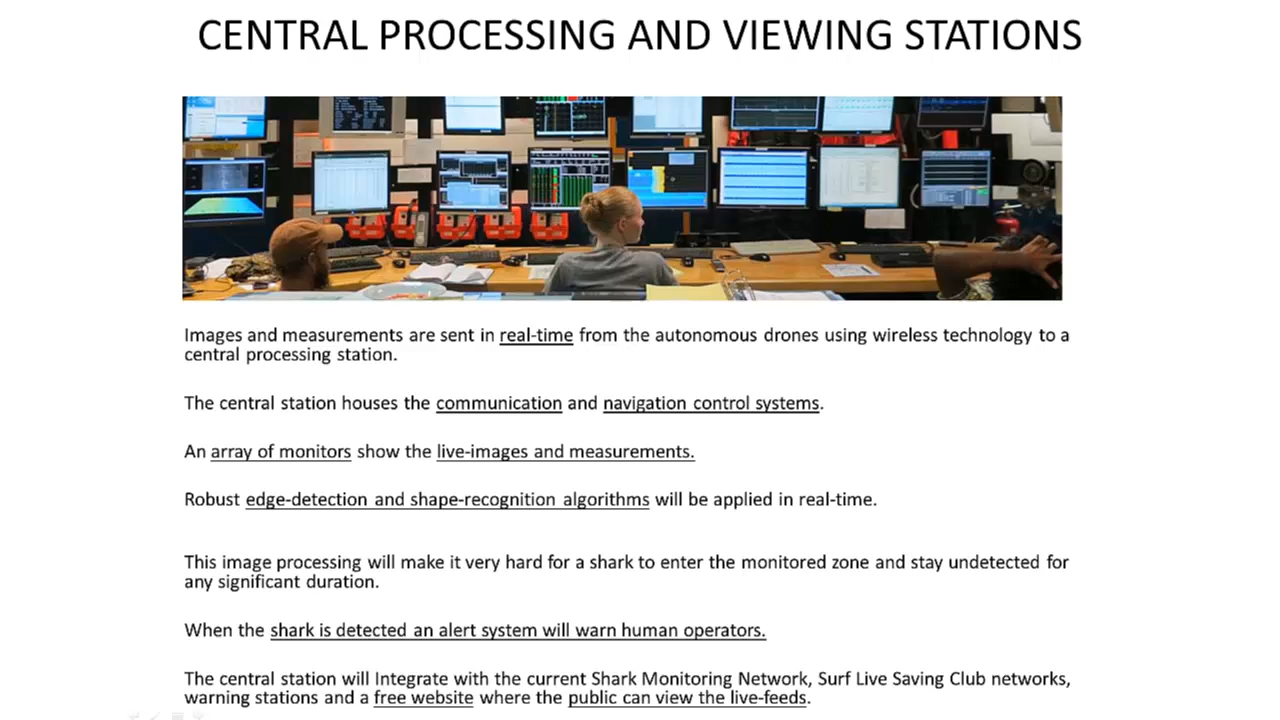 CENTRAL PROCESSING AND VIEWING STATIONS
Images and measurements are sent in real-time from the autonomous drones using wireless technology to a
central processing station.
The central station houses the communication and navigation control systems.
An array of monitors show the live-images and measurements.
Robust edge-detection and shape-recognition algorithms will be applied in real-time.
This image processing will make it very hard for a shark to enter the monitored zone and stay undetected for
any significant duration.
When the shark is detected an alert system will warn human operators.
The central station will Integrate with the current Shark Monitoring Network, Surf Live Saving Club networks,
warning stations and a free website where the public can view the live-feeds.